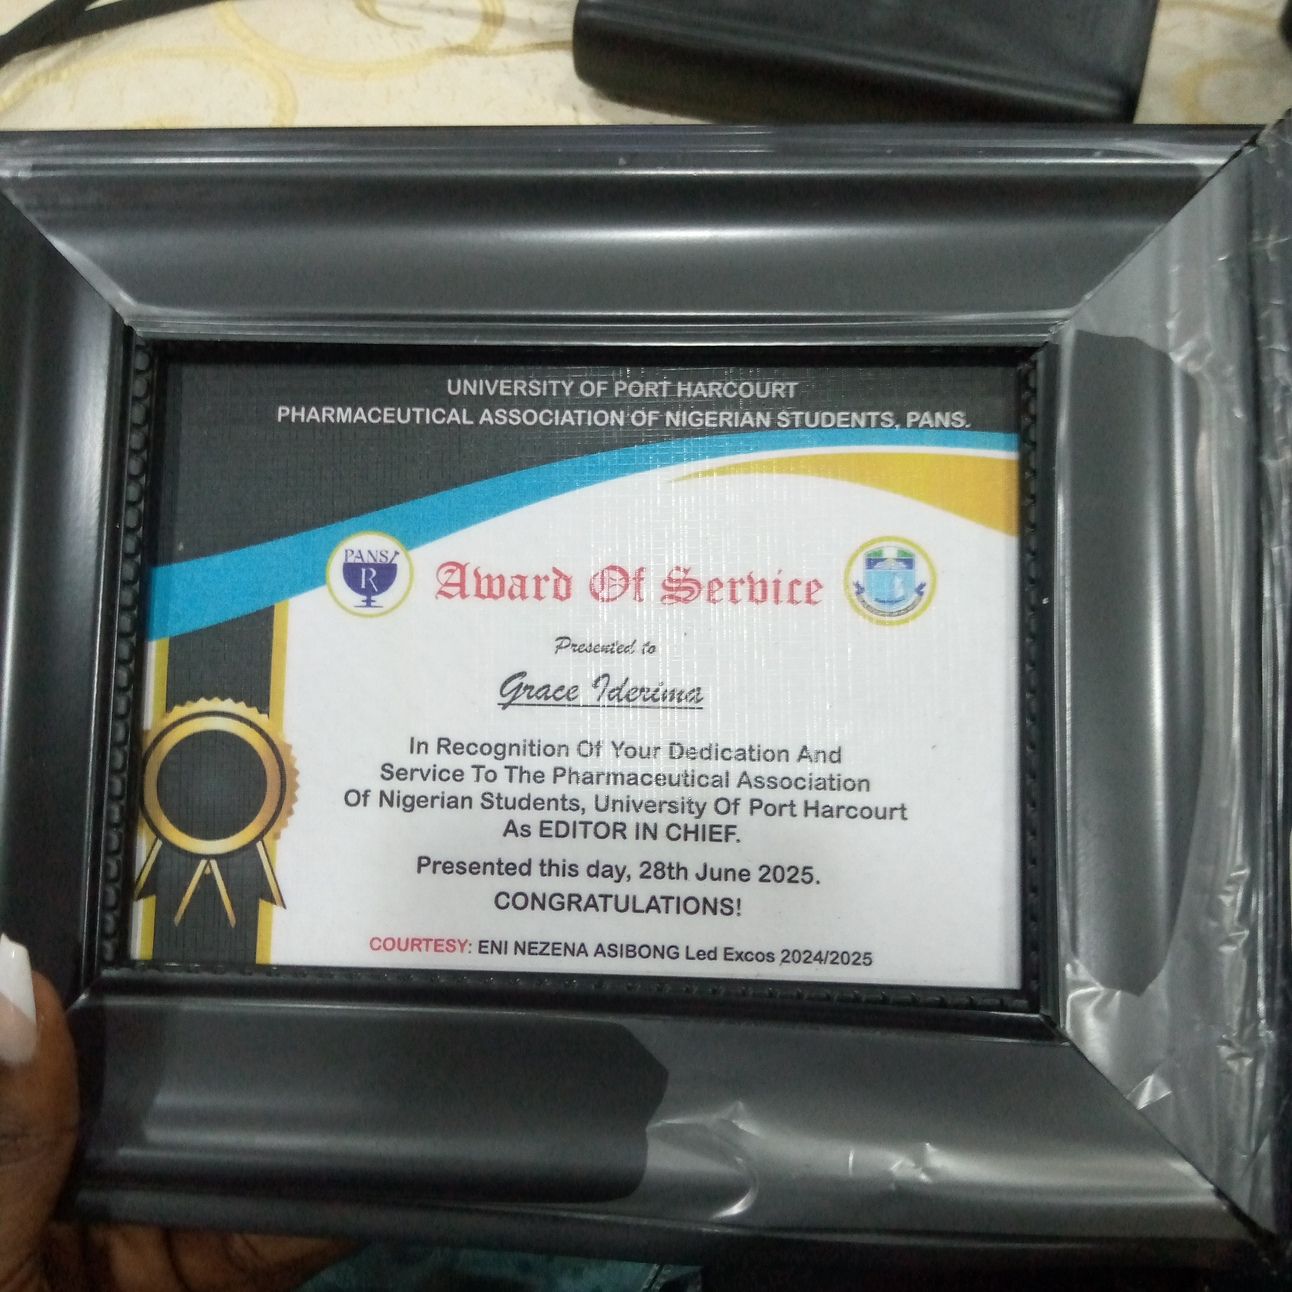 UNIVERSITY OF PORT HARCOURT
PHARMACEUTICAL ASSOCIATION OF NIGERIAN STUDENTS, PANS.
PANS
R
Award Of Service
Presented to
Grace Iderima
In Recognition Of Your Dedication And
Service To The Pharmaceutical Association
Of Nigerian Students, University Of Port Harcourt
As EDITOR IN CHIEF.
Presented this day, 28th June 2025.
CONGRATULATIONS!
COURTESY: ENI NEZENA ASIBONG Led Excos 2024/2025